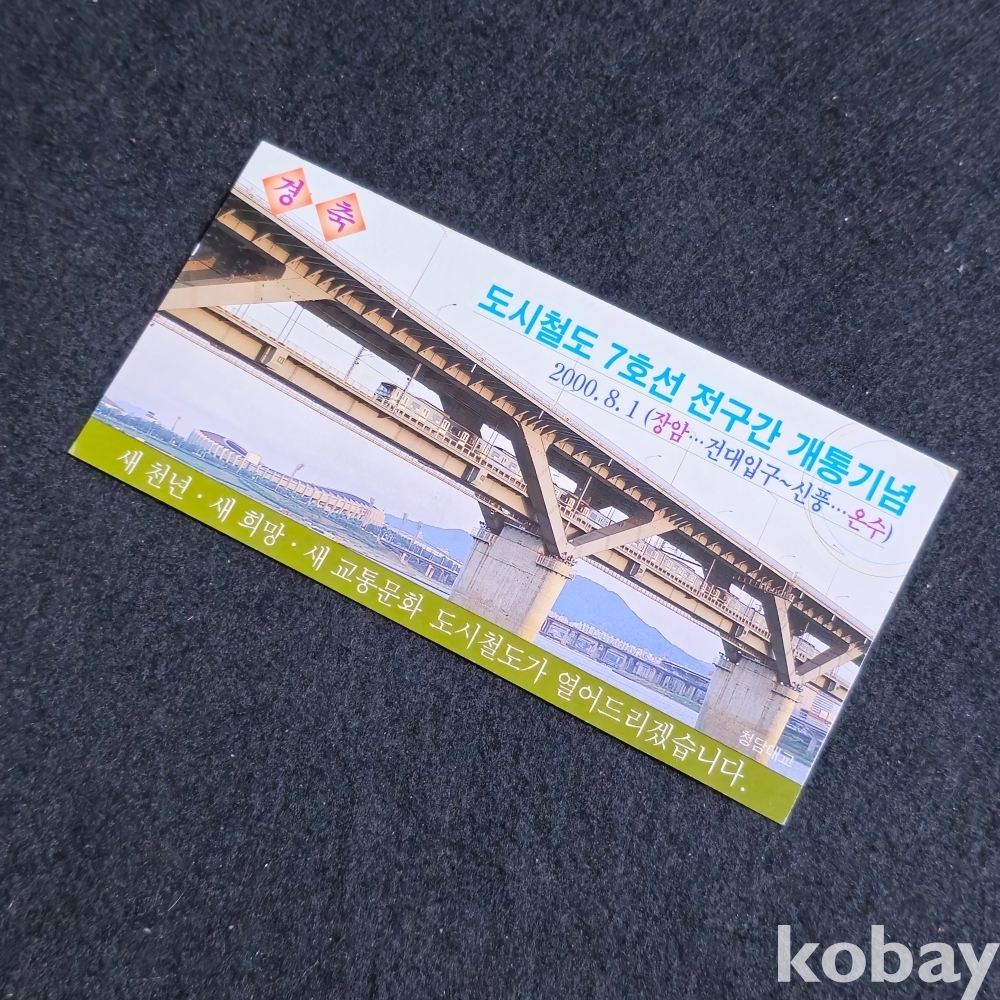 경축
도시철도 7호선 전구간 개통기념
2000. 8. 1 (장암…건대입구~신풍…온수)
청담대교
새 천년 · 새 희망 · 새 교통문화 도시철도가 열어드리겠습니다.
kobay